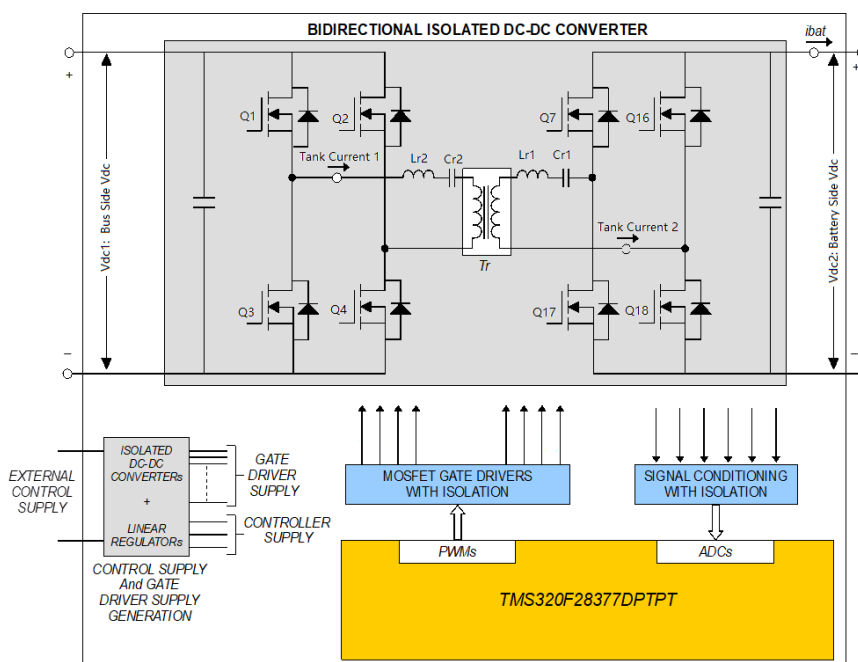 BIDIRECTIONAL ISOLATED DC-DC CONVERTER
ibat
+
+
Q1
Q2
Q7
Q16
Tank Current 1
Lr2
Cr2
Lr1
Cr1
Tank Current 2
Tr
Vdc1: Bus Side Vdc
Vdc2: Battery Side Vdc
Q3
Q4
Q17
Q18
−
−
EXTERNAL
CONTROL
SUPPLY
ISOLATED
DC-DC
CONVERTERs
+
LINEAR
REGULATORs
GATE
DRIVER
SUPPLY
CONTROLLER
SUPPLY
CONTROL SUPPLY
And GATE
DRIVER SUPPLY
GENERATION
MOSFET GATE DRIVERS
WITH ISOLATION
SIGNAL CONDITIONING
WITH ISOLATION
PWMs
ADCs
TMS320F28377DPTPT